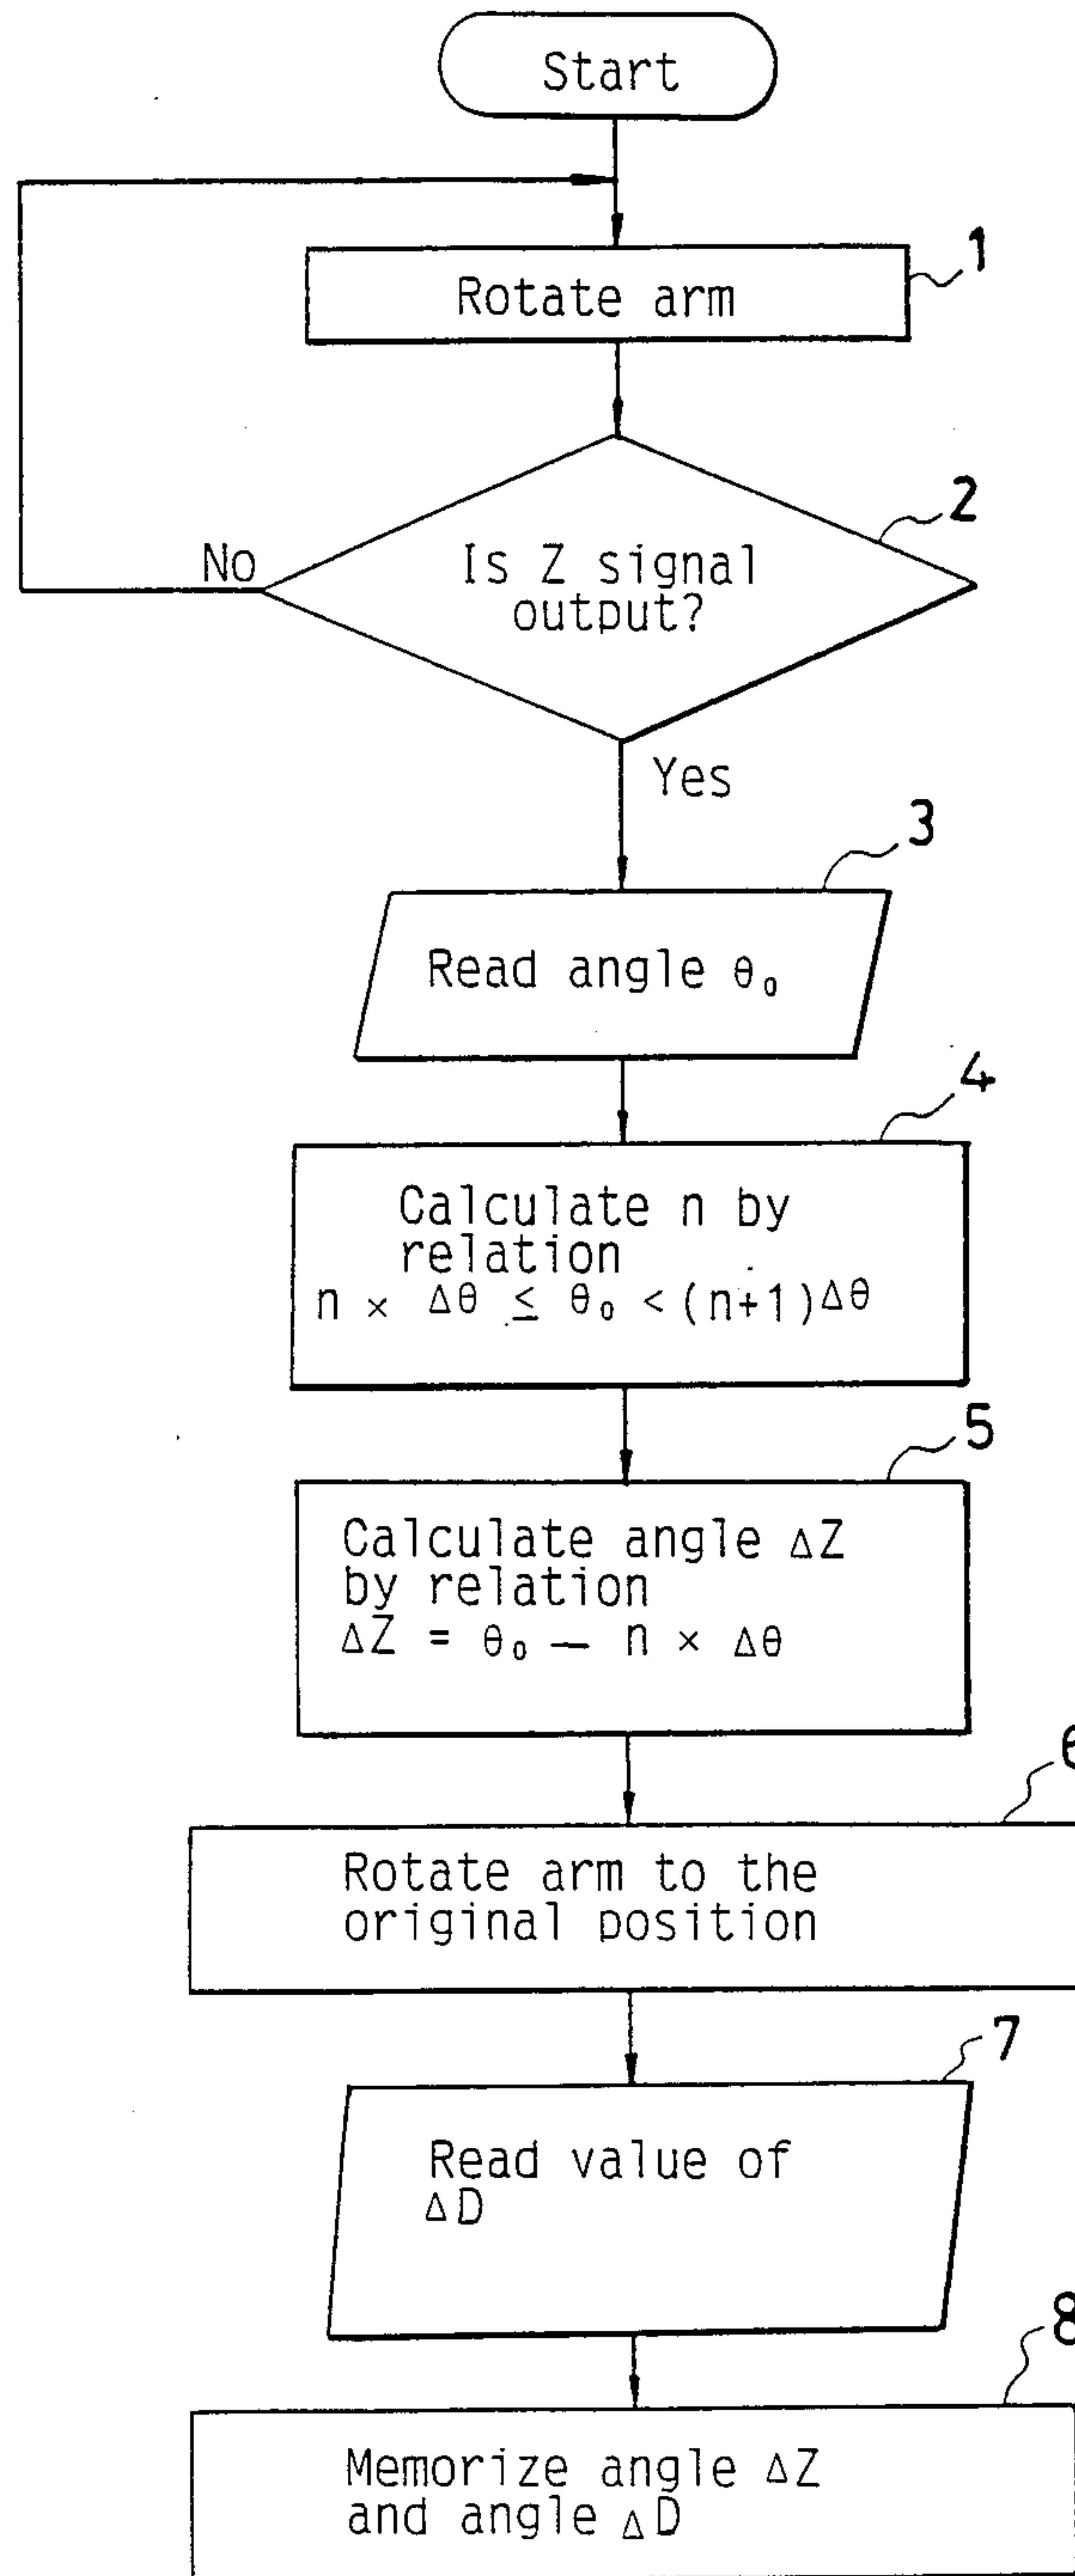 Start
1
Rotate arm
2
No
Is Z signal
output?
Yes
3
Read angle θ₀
4
Calculate n by
relation
n × Δθ ≤ θ₀ < (n+1)Δθ
5
Calculate angle ΔZ
by relation
ΔZ = θ₀ — n × Δθ
6
Rotate arm to the
original position
7
Read value of
ΔD
8
Memorize angle ΔZ
and angle ΔD